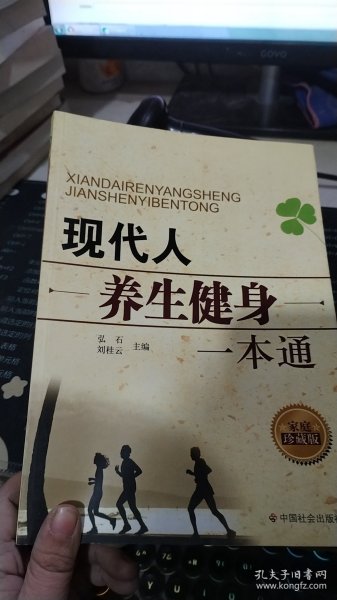 GOVO
XIANDAIRENYANGSHENG
JIANSHENYIBENTONG
现代人
养生健身
一本通
弘 石
刘桂云
主编
家庭
珍藏版
中国社会出版社
孔夫子旧书网
www.kongfz.com